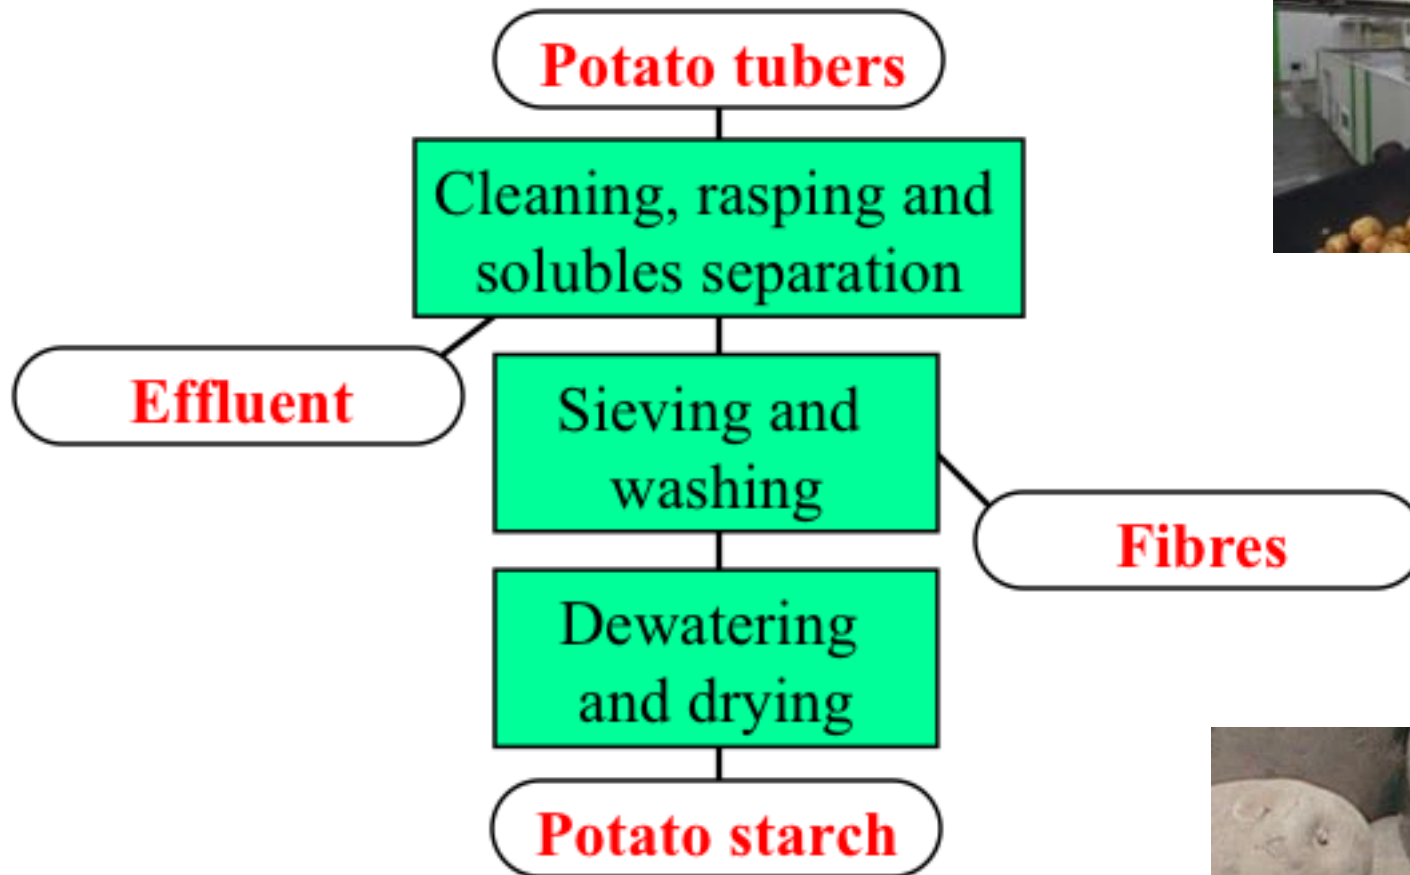 Potato tubers
Cleaning, rasping and
solubles separation
Effluent
Sieving and
washing
Fibres
Dewatering
and drying
Potato starch